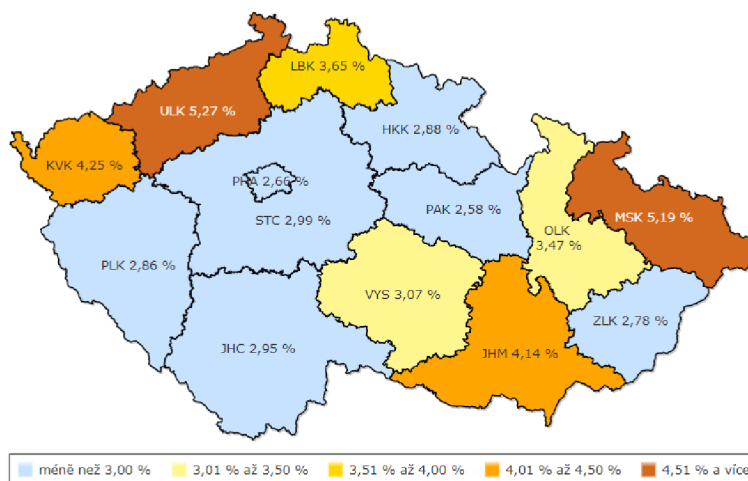 LBK 3,65 %
ULK 5,27 %
HKK 2,88 %
KVK 4,25 %
PHA 2,66 %
STC 2,99 %
PAK 2,58 %
MSK 5,19 %
OLK
3,47 %
PLK 2,86 %
VYS 3,07 %
ZLK 2,78 %
JHC 2,95 %
JHM 4,14 %
méně než 3,00 % 3,01 % až 3,50 % 3,51 % až 4,00 % 4,01 % až 4,50 % 4,51 % a více